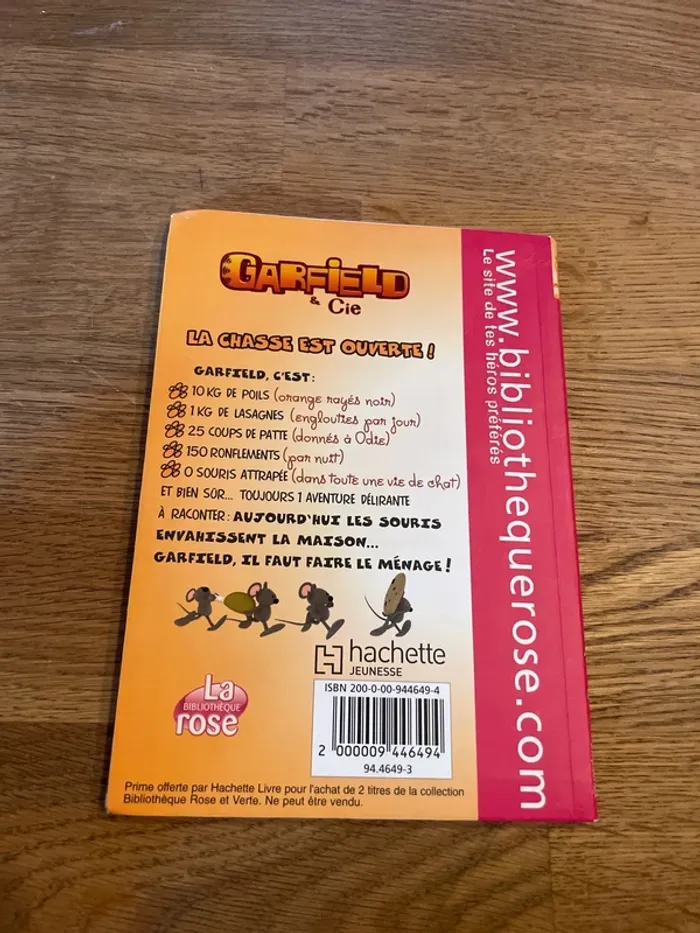 GARFIELD
& Cie
LA CHASSE EST OUVERTE !
GARFIELD, C'EST :
10 KG DE POILS (orange rayés noir)
1 KG DE LASAGNES (englouties par jour)
25 COUPS DE PATTE (donnés à Odie)
150 RONFLEMENTS (par nuit)
0 SOURIS ATTRAPÉE (dans toute une vie de chat)
ET BIEN SÛR... TOUJOURS 1 AVENTURE DÉLIRANTE
À RACONTER : AUJOURD'HUI LES SOURIS
ENVAHISSENT LA MAISON...
GARFIELD, IL FAUT FAIRE LE MÉNAGE !
hachette
JEUNESSE
La
BIBLIOTHÈQUE
rose
ISBN 200-0-00-944649-4
2 000009 446494
94.4649-3
Prime offerte par Hachette Livre pour l'achat de 2 titres de la collection
Bibliothèque Rose et Verte. Ne peut être vendu.
www.bibliothequerose.com
Le site de tes héros préférés